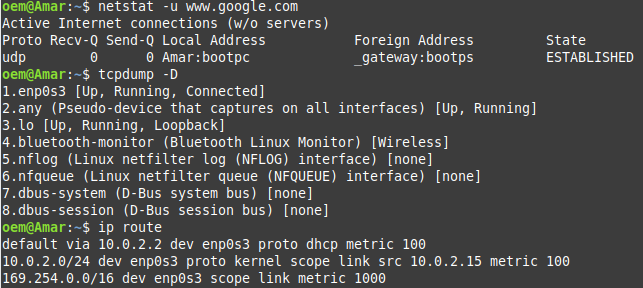 oem@Amar:~$ netstat -u www.google.com
Active Internet connections (w/o servers)
Proto Recv-Q Send-Q Local Address           Foreign Address         State
udp        0      0 Amar:bootpc             _gateway:bootps         ESTABLISHED
oem@Amar:~$ tcpdump -D
1.enp0s3 [Up, Running, Connected]
2.any (Pseudo-device that captures on all interfaces) [Up, Running]
3.lo [Up, Running, Loopback]
4.bluetooth-monitor (Bluetooth Linux Monitor) [Wireless]
5.nflog (Linux netfilter log (NFLOG) interface) [none]
6.nfqueue (Linux netfilter queue (NFQUEUE) interface) [none]
7.dbus-system (D-Bus system bus) [none]
8.dbus-session (D-Bus session bus) [none]
oem@Amar:~$ ip route
default via 10.0.2.2 dev enp0s3 proto dhcp metric 100
10.0.2.0/24 dev enp0s3 proto kernel scope link src 10.0.2.15 metric 100
169.254.0.0/16 dev enp0s3 scope link metric 1000